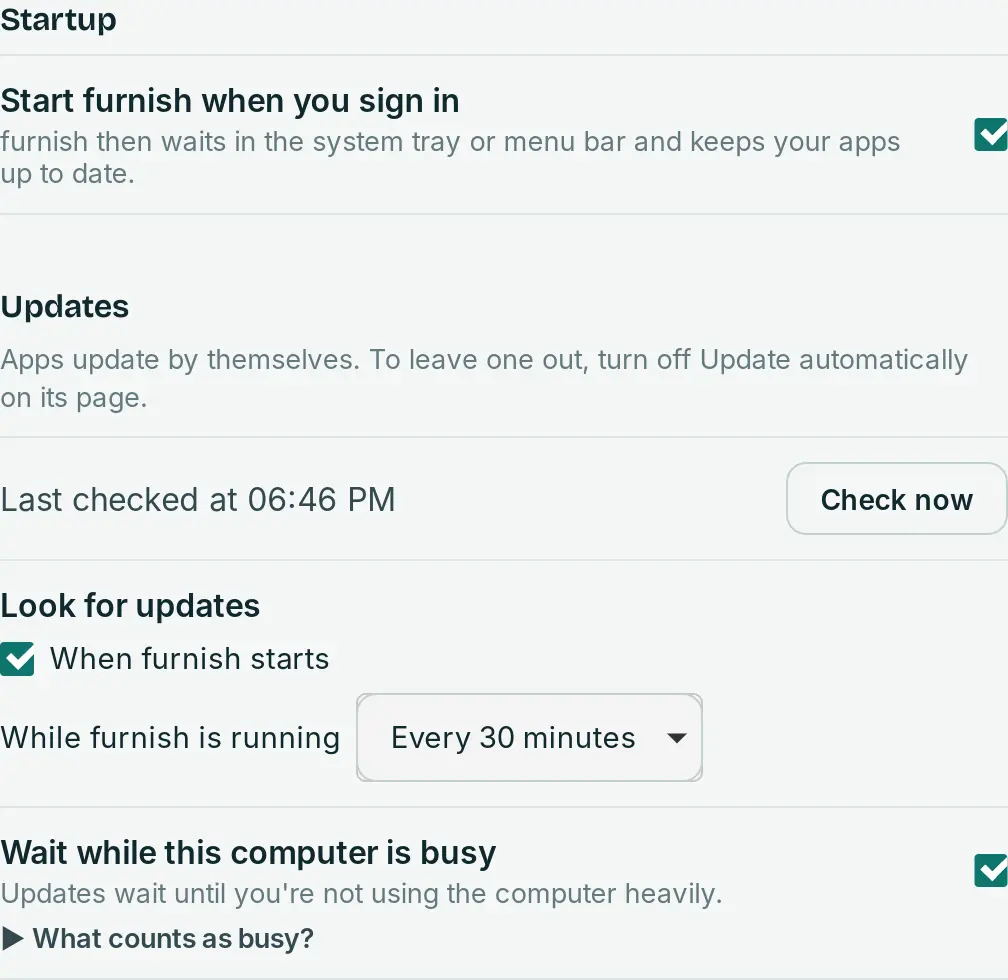 Startup
Start furnish when you sign in
furnish then waits in the system tray or menu bar and keeps your apps
up to date.
Updates
Apps update by themselves. To leave one out, turn off Update automatically
on its page.
Last checked at 06:46 PM
Check now
Look for updates
When furnish starts
While furnish is running
Every 30 minutes
Wait while this computer is busy
Updates wait until you're not using the computer heavily.
What counts as busy?